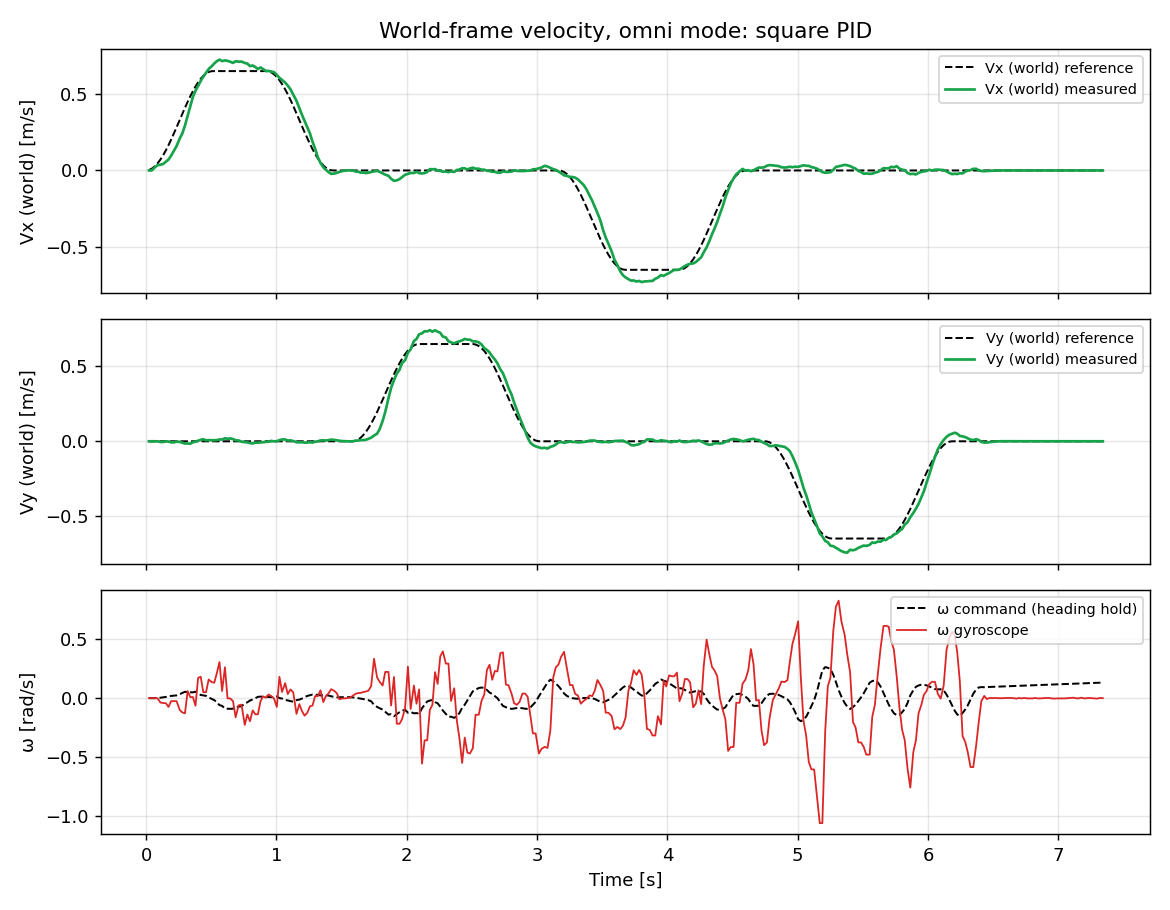 World-frame velocity, omni mode: square PID
Vx (world) [m/s]
0.5
0.0
−0.5
Vx (world) reference
Vx (world) measured
Vy (world) [m/s]
0.5
0.0
−0.5
Vy (world) reference
Vy (world) measured
ω [rad/s]
0.5
0.0
−0.5
−1.0
ω command (heading hold)
ω gyroscope
0 1 2 3 4 5 6 7
Time [s]